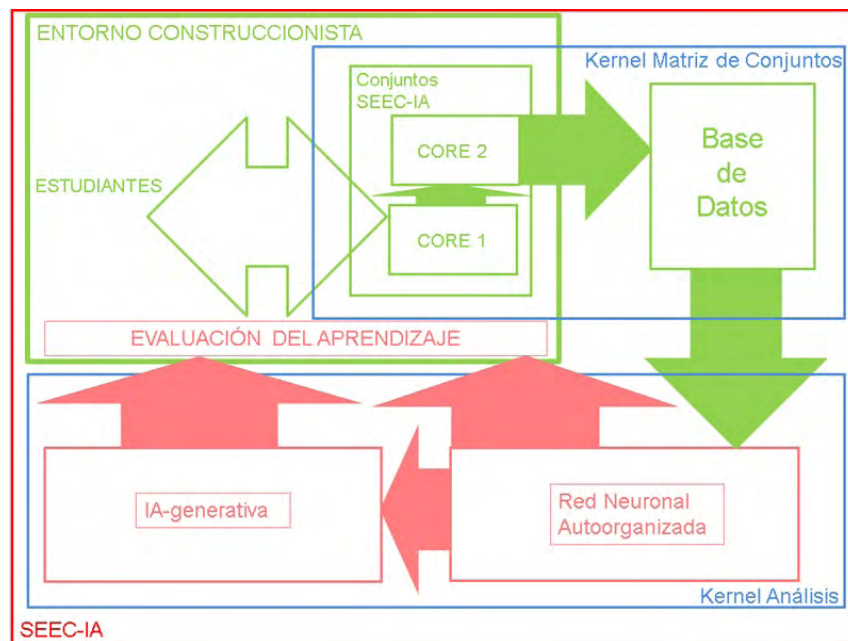 ENTORNO CONSTRUCCIONISTA
Kernel Matriz de Conjuntos
Conjuntos
SEEC-IA
CORE 2
Base
de
Datos
ESTUDIANTES
CORE 1
EVALUACIÓN DEL APRENDIZAJE
IA-generativa
Red Neuronal
Autoorganizada
Kernel Análisis
SEEC-IA